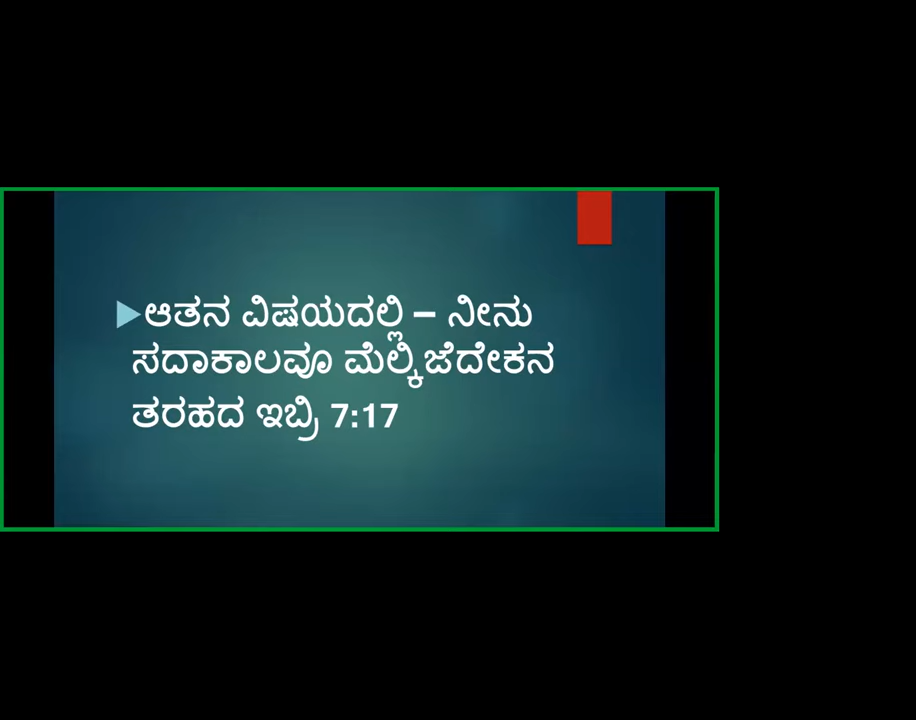 ಆತನ ವಿಷಯದಲ್ಲಿ – ನೀನು
ಸದಾಕಾಲವೂ ಮೆಲ್ಕಿಜೆದೇಕನ
ತರಹದ ಇಬ್ರಿ 7:17